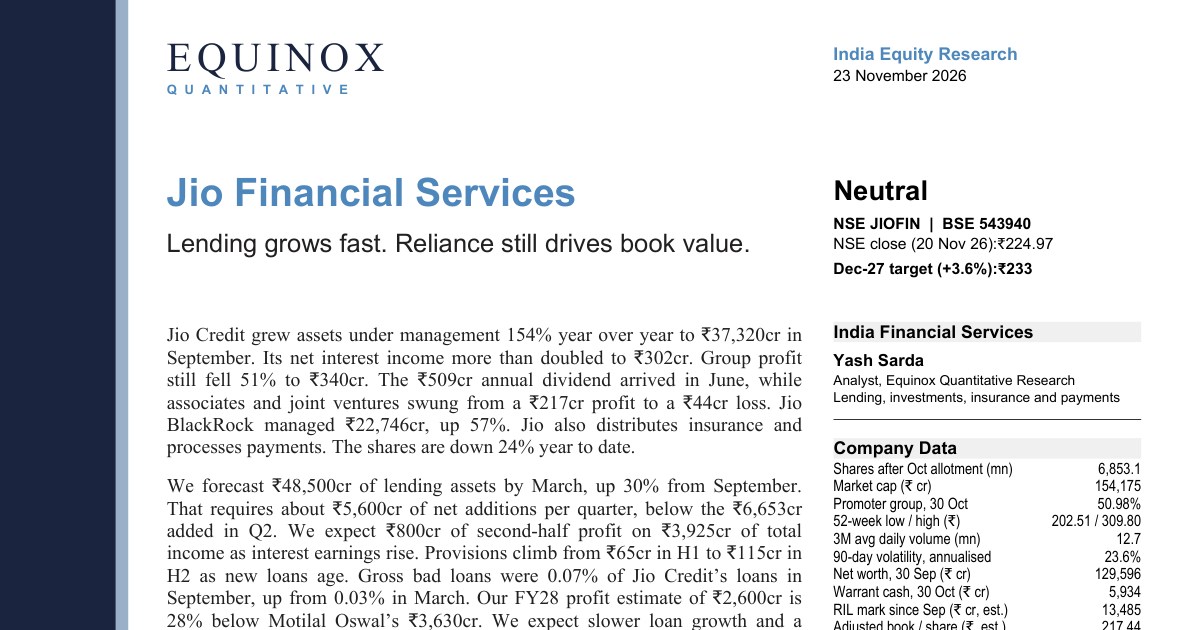 EQUINOX
QUANTITATIVE
India Equity Research
23 November 2026
Jio Financial Services
Lending grows fast. Reliance still drives book value.
Neutral
NSE JIOFIN | BSE 543940
NSE close (20 Nov 26):₹224.97
Dec-27 target (+3.6%):₹233
Jio Credit grew assets under management 154% year over year to ₹37,320cr in
September. Its net interest income more than doubled to ₹302cr. Group profit
still fell 51% to ₹340cr. The ₹509cr annual dividend arrived in June, while
associates and joint ventures swung from a ₹217cr profit to a ₹44cr loss. Jio
BlackRock managed ₹22,746cr, up 57%. Jio also distributes insurance and
processes payments. The shares are down 24% year to date.
We forecast ₹48,500cr of lending assets by March, up 30% from September.
That requires about ₹5,600cr of net additions per quarter, below the ₹6,653cr
added in Q2. We expect ₹800cr of second-half profit on ₹3,925cr of total
income as interest earnings rise. Provisions climb from ₹65cr in H1 to ₹115cr in
H2 as new loans age. Gross bad loans were 0.07% of Jio Credit’s loans in
September, up from 0.03% in March. Our FY28 profit estimate of ₹2,600cr is
28% below Motilal Oswal’s ₹3,630cr. We expect slower loan growth and a
India Financial Services
Yash Sarda
Analyst, Equinox Quantitative Research
Lending, investments, insurance and payments
Company Data
Shares after Oct allotment (mn) 6,853.1
Market cap (₹ cr) 154,175
Promoter group, 30 Oct 50.98%
52-week low / high (₹) 202.51 / 309.80
3M avg daily volume (mn) 12.7
90-day volatility, annualised 23.6%
Net worth, 30 Sep (₹ cr) 129,596
Warrant cash, 30 Oct (₹ cr) 5,934
RIL mark since Sep (₹ cr, est.) 13,485
Adjusted book / share (₹, est.) 217.44